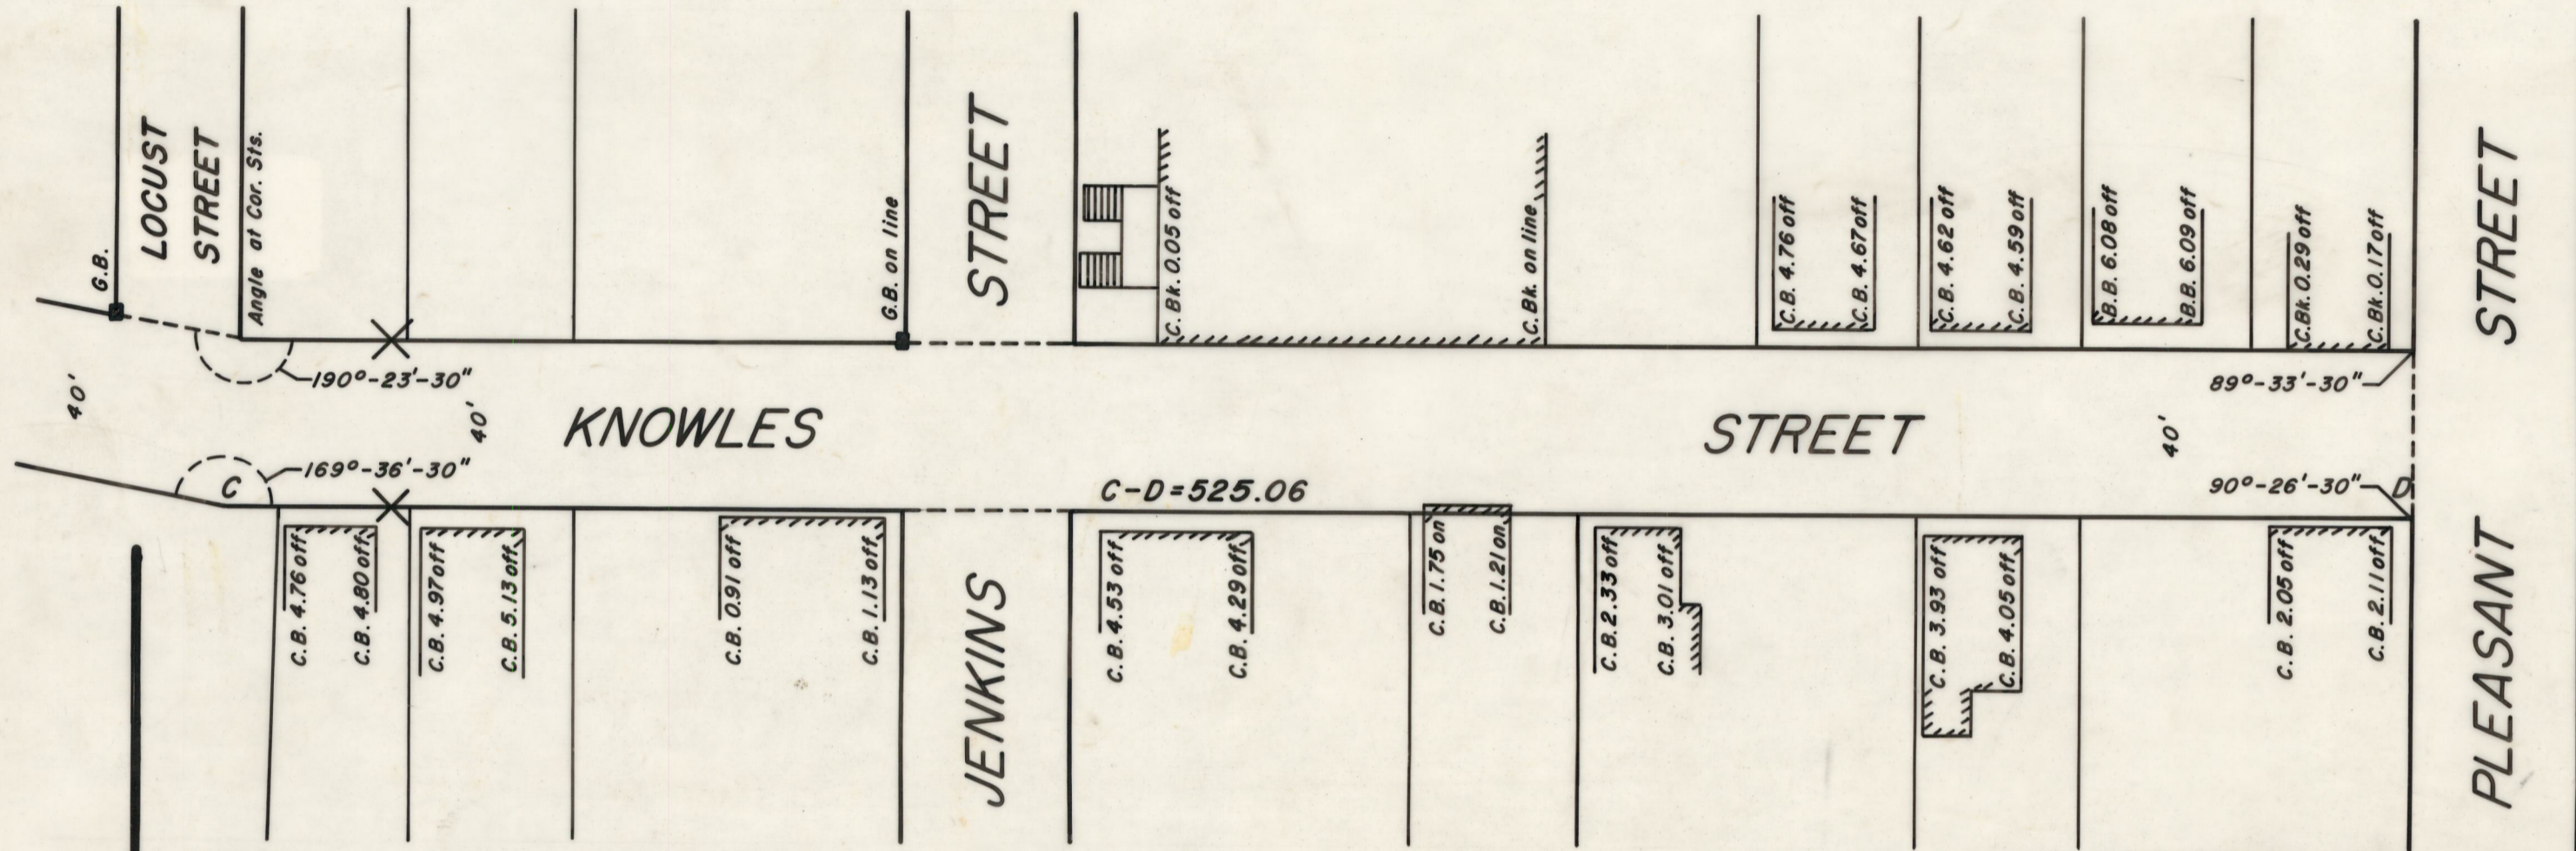 G.B.
LOCUST
STREET
Angle at Cor. Sts.
G.B. on line
STREET
C.Bk. 0.05 off
C.Bk. on line
C.B. 4.76 off
C.B. 4.67 off
C.B. 4.62 off
C.B. 4.59 off
B.B. 6.08 off
B.B. 6.09 off
C.Bk. 0.29 off
C.Bk. 0.17 off
STREET
190°-23'-30"
89°-33'-30"
40'
40'
KNOWLES
STREET
40'
169°-36'-30"
C
C-D=525.06
90°-26'-30"
D
C.B. 4.76 off
C.B. 4.80 off
C.B. 4.97 off
C.B. 5.13 off
C.B. 0.91 off
C.B. 1.13 off
JENKINS
C.B. 4.53 off
C.B. 4.29 off
C.B. 1.75 on
C.B. 1.21 on
C.B. 2.33 off
C.B. 3.01 off
C.B. 3.93 off
C.B. 4.05 off
C.B. 2.05 off
C.B. 2.11 off
PLEASANT